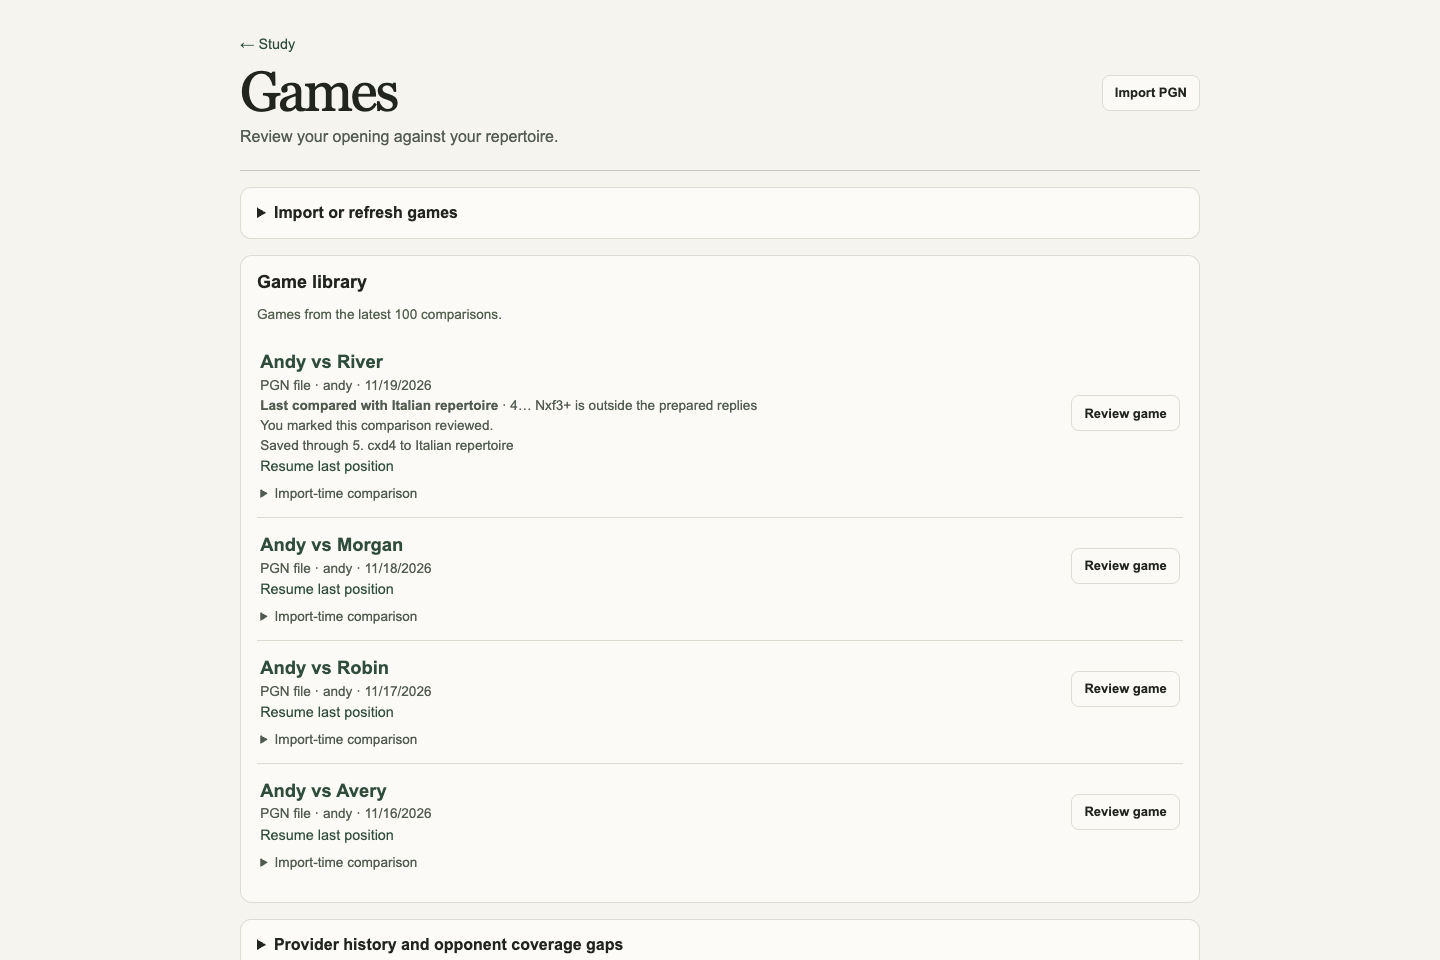 ← Study
Games
Import PGN
Review your opening against your repertoire.
▶ Import or refresh games
Game library
Games from the latest 100 comparisons.
Andy vs River
PGN file · andy · 11/19/2026
Last compared with Italian repertoire · 4… Nxf3+ is outside the prepared replies
You marked this comparison reviewed.
Saved through 5. cxd4 to Italian repertoire
Resume last position
▶ Import-time comparison
Review game
Andy vs Morgan
PGN file · andy · 11/18/2026
Resume last position
▶ Import-time comparison
Review game
Andy vs Robin
PGN file · andy · 11/17/2026
Resume last position
▶ Import-time comparison
Review game
Andy vs Avery
PGN file · andy · 11/16/2026
Resume last position
▶ Import-time comparison
Review game
▶ Provider history and opponent coverage gaps